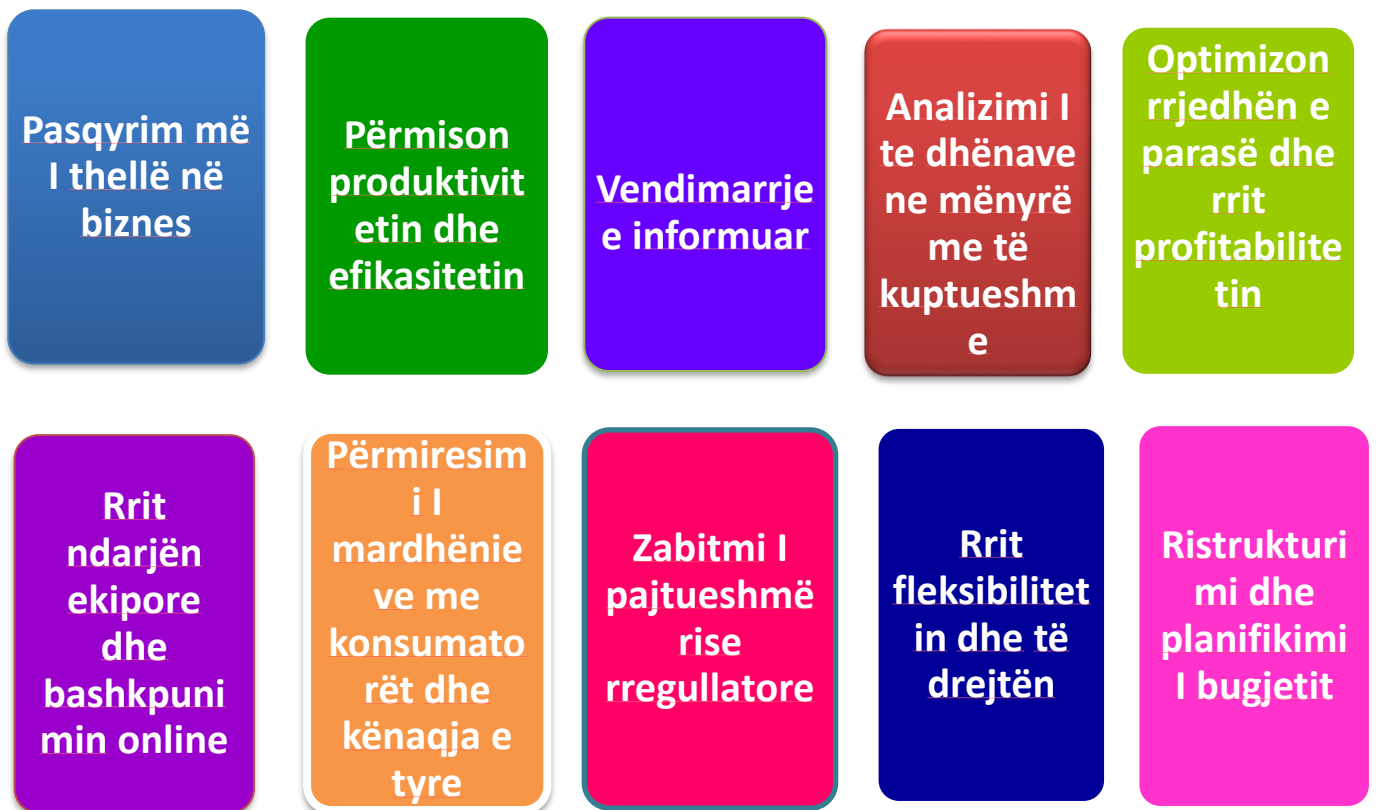 Pasqyrim më
I thellë në
biznes
Përmison
produktivit
etin dhe
efikasitetin
Vendimarrje
e informuar
Analizimi I
te dhënave
ne mënyrë
me të
kuptueshm
e
Optimizon
rrjedhën e
parasë dhe
rrit
profitabilite
tin
Rrit
ndarjën
ekipore
dhe
bashkpuni
min online
Përmiresim
i I
mardhënie
ve me
konsumato
rët dhe
kënaqja e
tyre
Zabitmi I
pajtueshmë
rise
rregullatore
Rrit
fleksibilitet
in dhe të
drejtën
Ristrukturi
mi dhe
planifikimi
I bugjetit